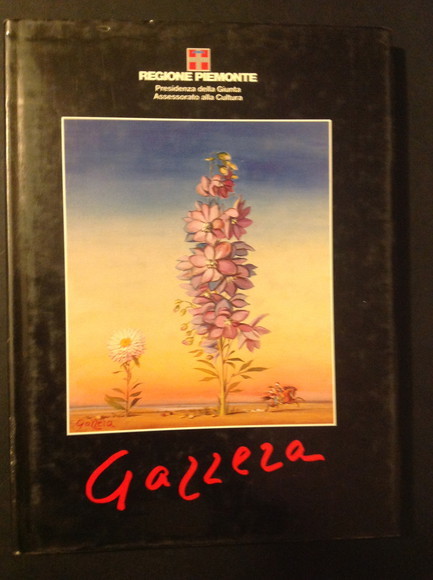 REGIONE PIEMONTE
Presidenza della Giunta
Assessorato alla Cultura
Gazzera
Gazzera